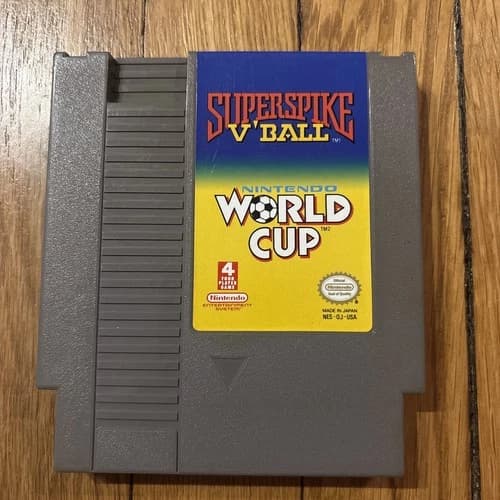 SUPERSPIKE
V'BALL TM
NINTENDO
WORLD
CUP TM2
4
FOUR
PLAYER
GAME
Nintendo
ENTERTAINMENT
SYSTEM
Official
Nintendo
Seal of Quality
MADE IN JAPAN
NES-OJ-USA